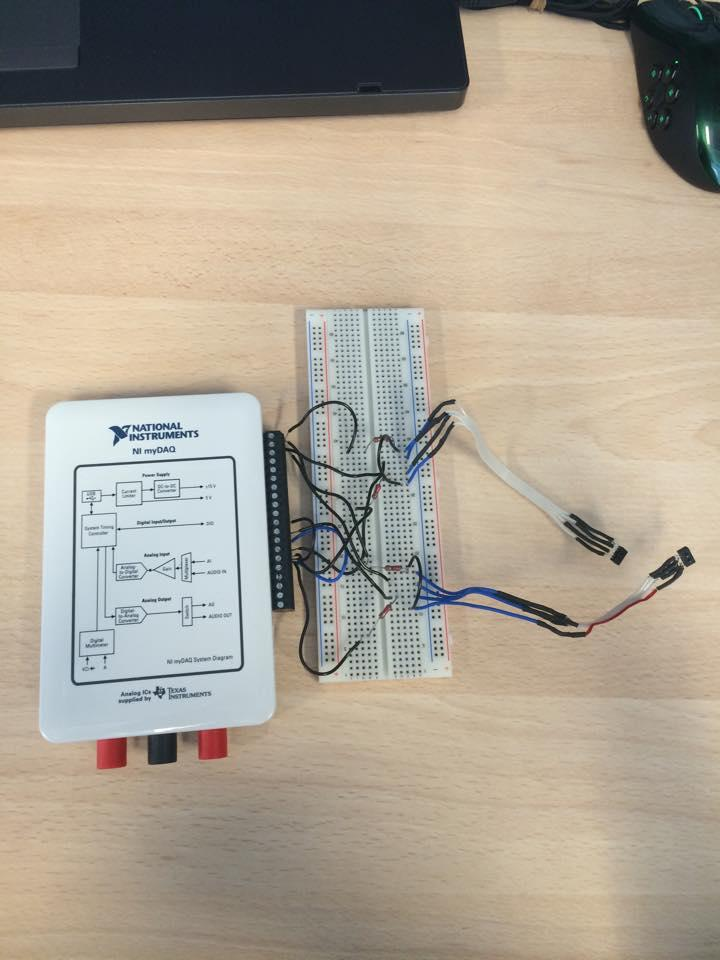 NATIONAL
INSTRUMENTS
NI myDAQ
Power Supply
USB
Current
Limiter
DC-to-DC
Converter
±15 V
5 V
System Timing
Controller
Digital Input/Output
DIO
Analog Input
Analog-
to-Digital
Converter
Gain
Multiplexer
AI
AUDIO IN
Analog Output
Digital-
to-Analog
Converter
Switch
AO
AUDIO OUT
Digital
Multimeter
A
NI myDAQ System Diagram
Analog ICs
supplied by
TEXAS
INSTRUMENTS